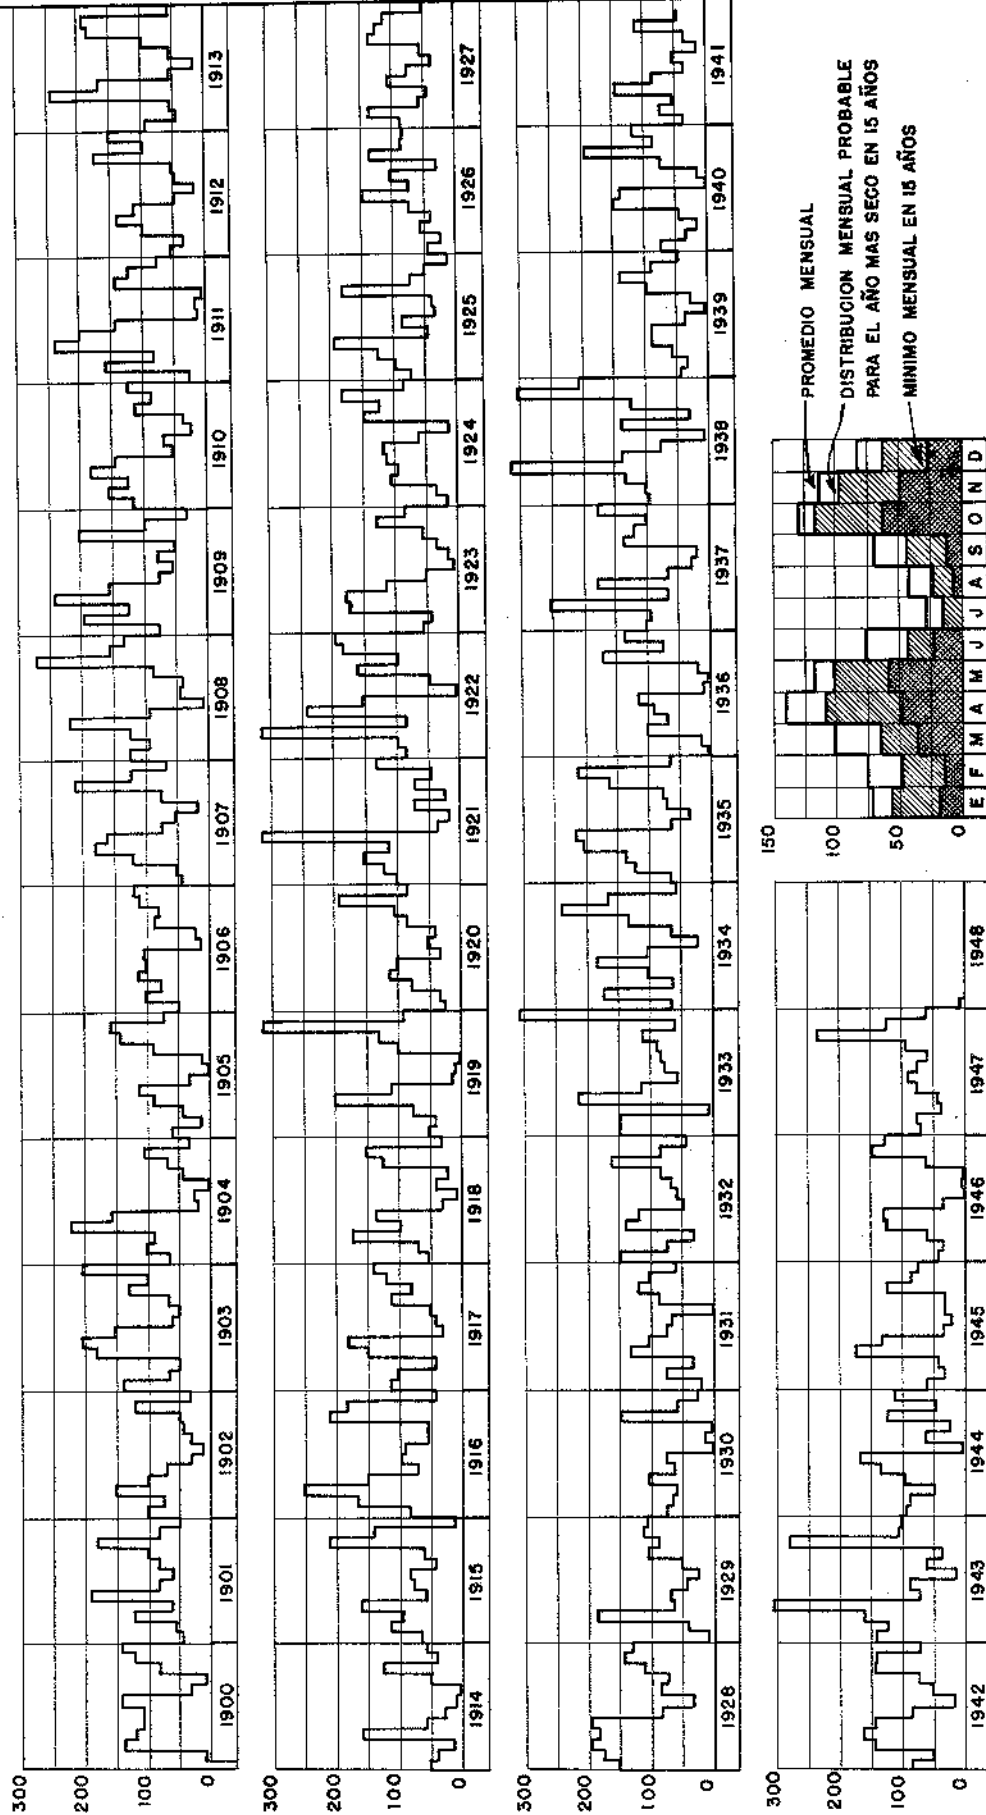 300
200
100
0
1900 1901 1902 1903 1904 1905 1906 1907 1908 1909 1910 1911 1912 1913
300
200
100
0
1914 1915 1916 1917 1918 1919 1920 1921 1922 1923 1924 1925 1926 1927
300
200
100
0
1928 1929 1930 1931 1932 1933 1934 1935 1936 1937 1938 1939 1940 1941
300
200
100
0
1942 1943 1944 1945 1946 1947 1948
150
100
50
0
E F M A M J J A S O N D
PROMEDIO MENSUAL
DISTRIBUCION MENSUAL PROBABLE
PARA EL AÑO MAS SECO EN 15 AÑOS
MINIMO MENSUAL EN 15 AÑOS